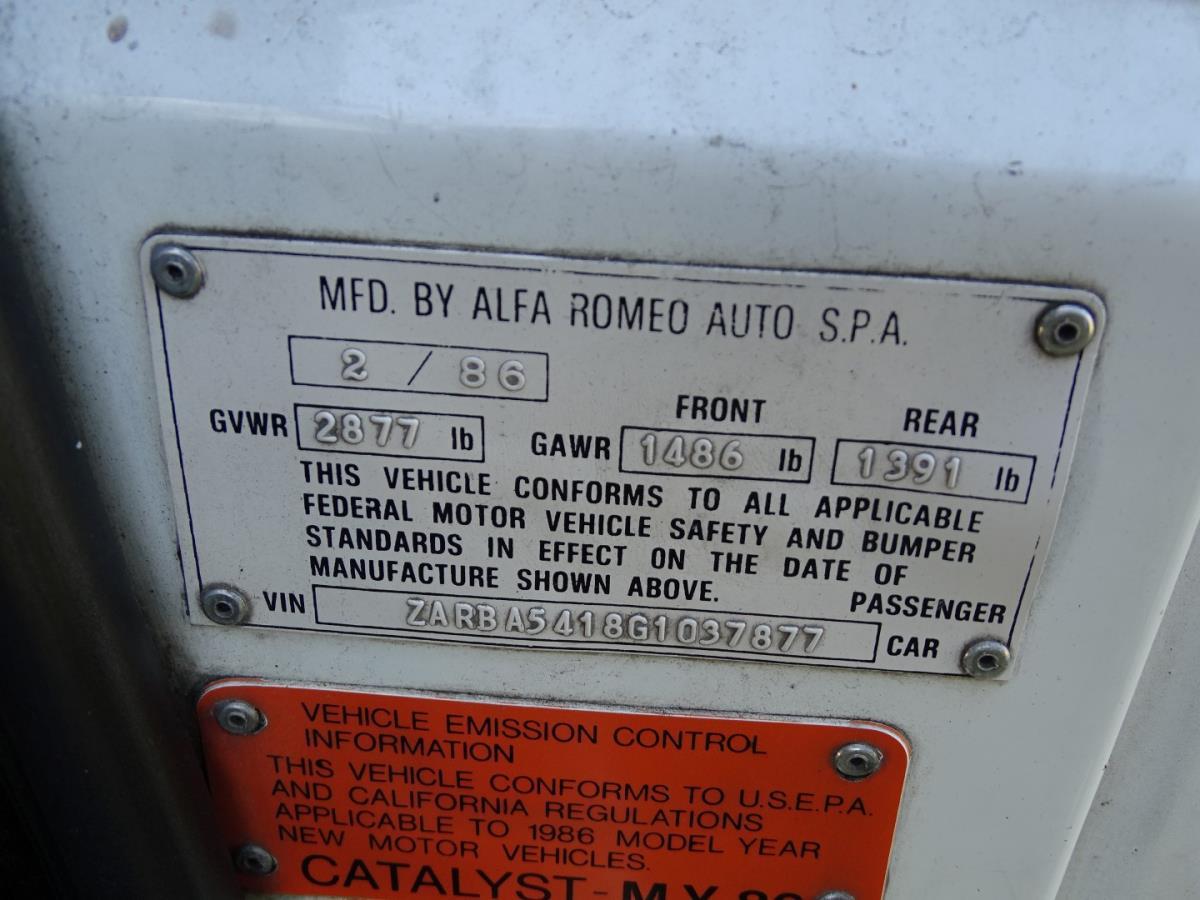 MFD. BY ALFA ROMEO AUTO S.P.A.
2 / 86
FRONT REAR
GVWR 2877 lb GAWR 1486 lb 1391 lb
THIS VEHICLE CONFORMS TO ALL APPLICABLE
FEDERAL MOTOR VEHICLE SAFETY AND BUMPER
STANDARDS IN EFFECT ON THE DATE OF
MANUFACTURE SHOWN ABOVE.
PASSENGER
VIN ZARBA5418G1037877 CAR
VEHICLE EMISSION CONTROL
INFORMATION
THIS VEHICLE CONFORMS TO U.S.E.P.A.
AND CALIFORNIA REGULATIONS
APPLICABLE TO 1986 MODEL YEAR
NEW MOTOR VEHICLES.
CATALYST-M.Y.